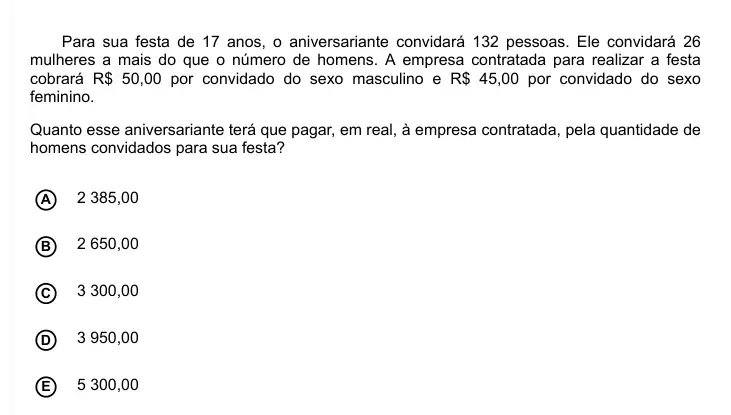 Para sua festa de 17 anos, o aniversariante convidará 132 pessoas. Ele convidará 26
mulheres a mais do que o número de homens. A empresa contratada para realizar a festa
cobrará R$ 50,00 por convidado do sexo masculino e R$ 45,00 por convidado do sexo
feminino.
Quanto esse aniversariante terá que pagar, em real, à empresa contratada, pela quantidade de
homens convidados para sua festa?
A 2 385,00
B 2 650,00
C 3 300,00
D 3 950,00
E 5 300,00